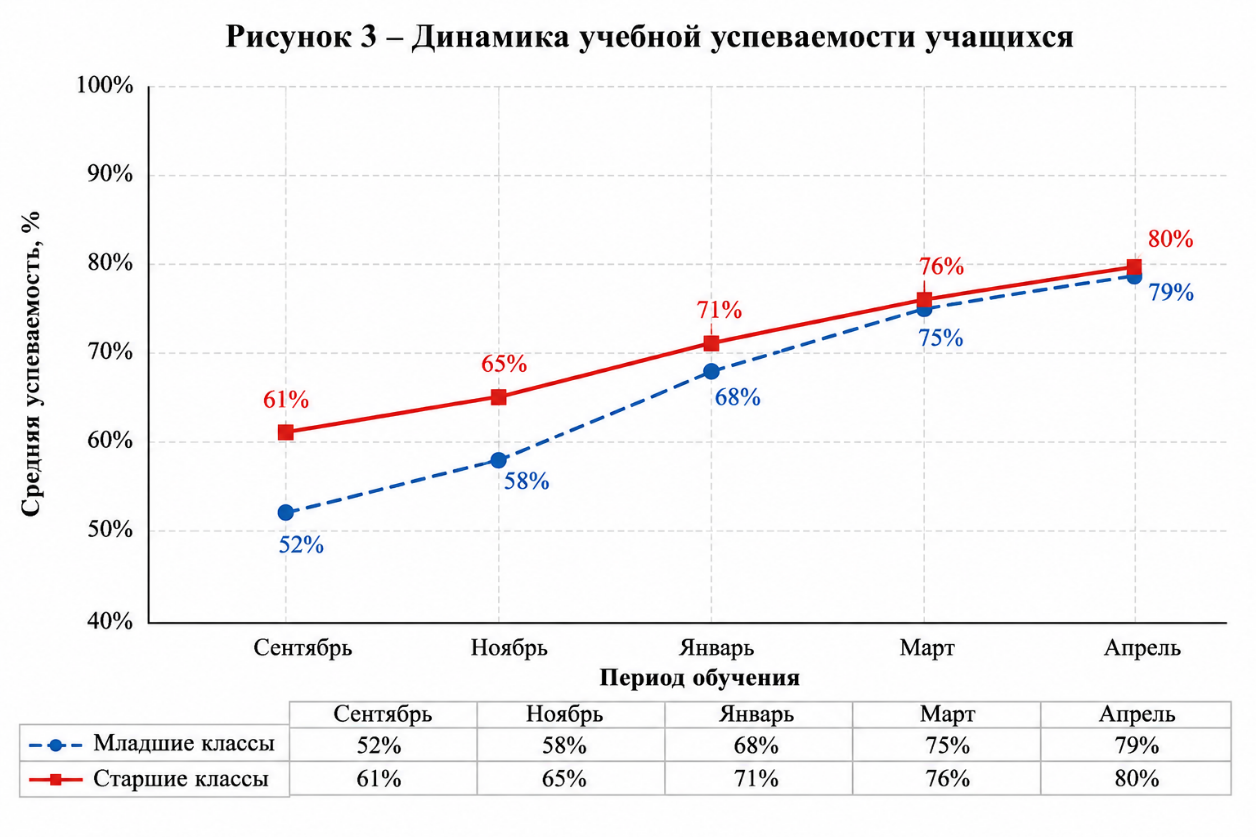 Рисунок 3 – Динамика учебной успеваемости учащихся
Средняя успеваемость, %
100%
90%
80%
70%
60%
50%
40%
61%
65%
71%
76%
80%
52%
58%
68%
75%
79%
Сентябрь Ноябрь Январь Март Апрель
Период обучения
Сентябрь Ноябрь Январь Март Апрель
Младшие классы 52% 58% 68% 75% 79%
Старшие классы 61% 65% 71% 76% 80%